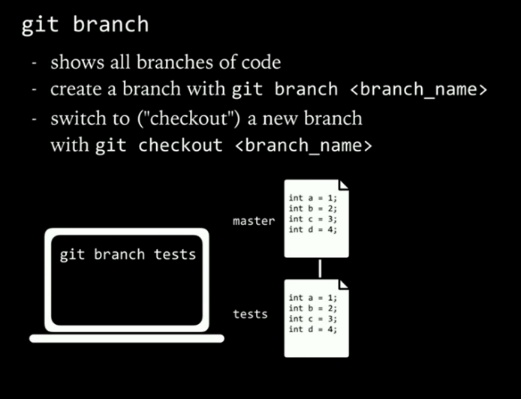 git branch
- shows all branches of code
- create a branch with git branch <branch_name>
- switch to ("checkout") a new branch
with git checkout <branch_name>
git branch tests
master
int a = 1;
int b = 2;
int c = 3;
int d = 4;
tests
int a = 1;
int b = 2;
int c = 3;
int d = 4;